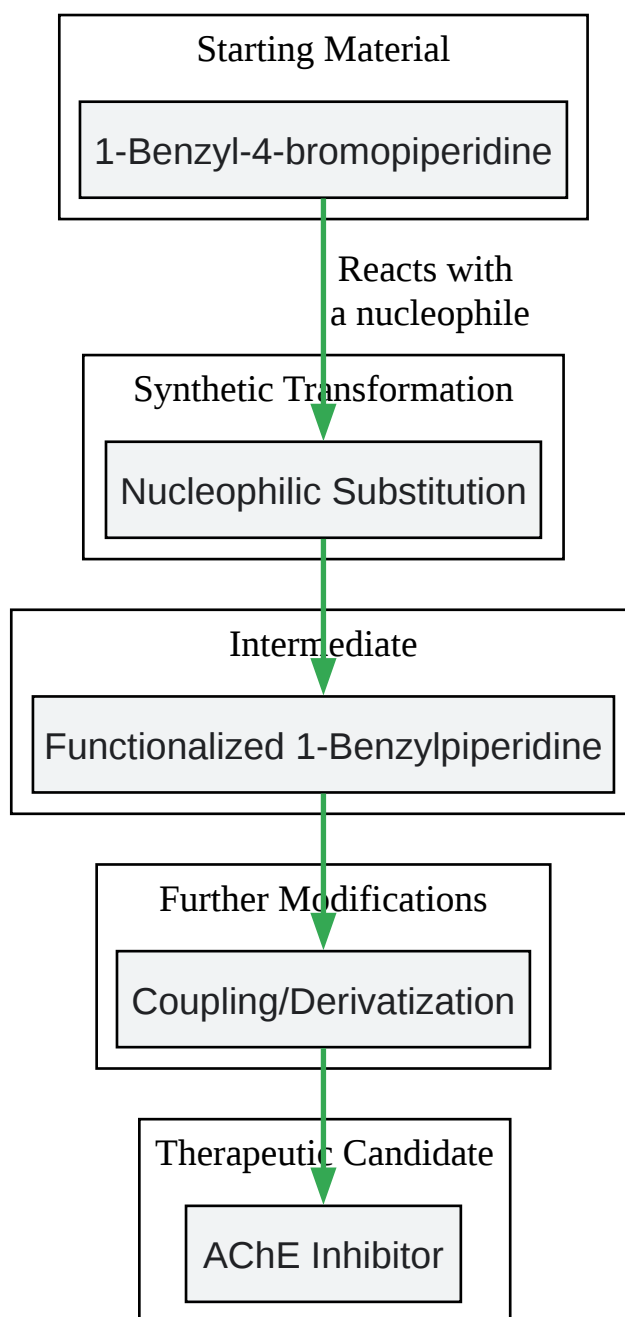 Starting Material
1-Benzyl-4-bromopiperidine
Reacts with
a nucleophile
Synthetic Transformation
Nucleophilic Substitution
Intermediate
Functionalized 1-Benzylpiperidine
Further Modifications
Coupling/Derivatization
Therapeutic Candidate
AChE Inhibitor